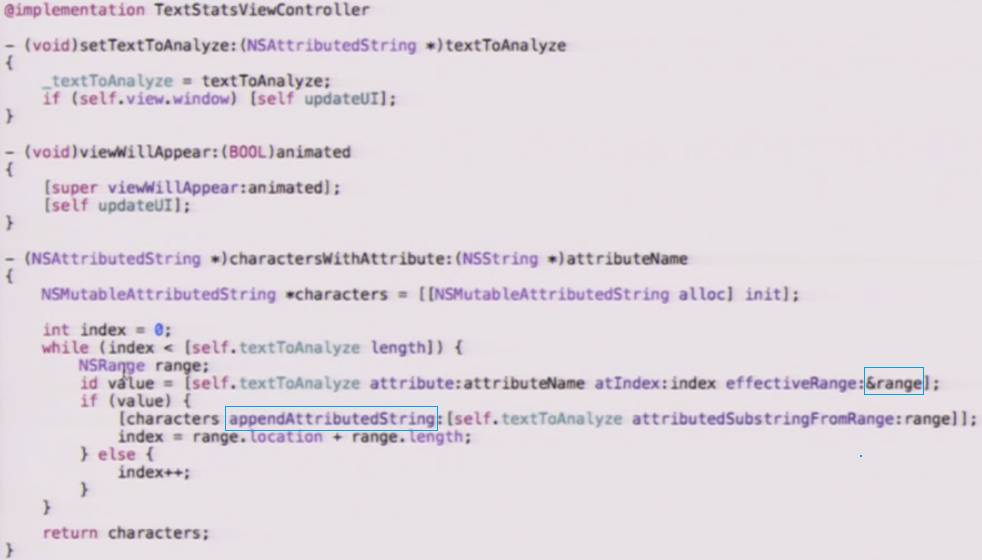 @implementation TextStatsViewController
- (void)setTextToAnalyze:(NSAttributedString *)textToAnalyze
{
_textToAnalyze = textToAnalyze;
if (self.view.window) [self updateUI];
}
- (void)viewWillAppear:(BOOL)animated
{
[super viewWillAppear:animated];
[self updateUI];
}
- (NSAttributedString *)charactersWithAttribute:(NSString *)attributeName
{
NSMutableAttributedString *characters = [[NSMutableAttributedString alloc] init];
int index = 0;
while (index < [self.textToAnalyze length]) {
NSRange range;
id value = [self.textToAnalyze attribute:attributeName atIndex:index effectiveRange:&range];
if (value) {
[characters appendAttributedString:[self.textToAnalyze attributedSubstringFromRange:range]];
index = range.location + range.length;
} else {
index++;
}
}
return characters;
}